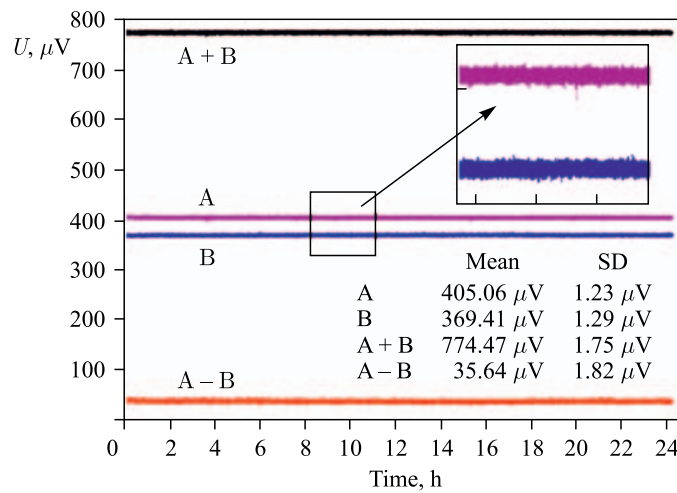 800
U, μV
700
A + B
600
500
A
400
B
300
Mean SD
A 405.06 μV 1.23 μV
B 369.41 μV 1.29 μV
200
A + B 774.47 μV 1.75 μV
A – B 35.64 μV 1.82 μV
100
A – B
0 2 4 6 8 10 12 14 16 18 20 22 24
Time, h